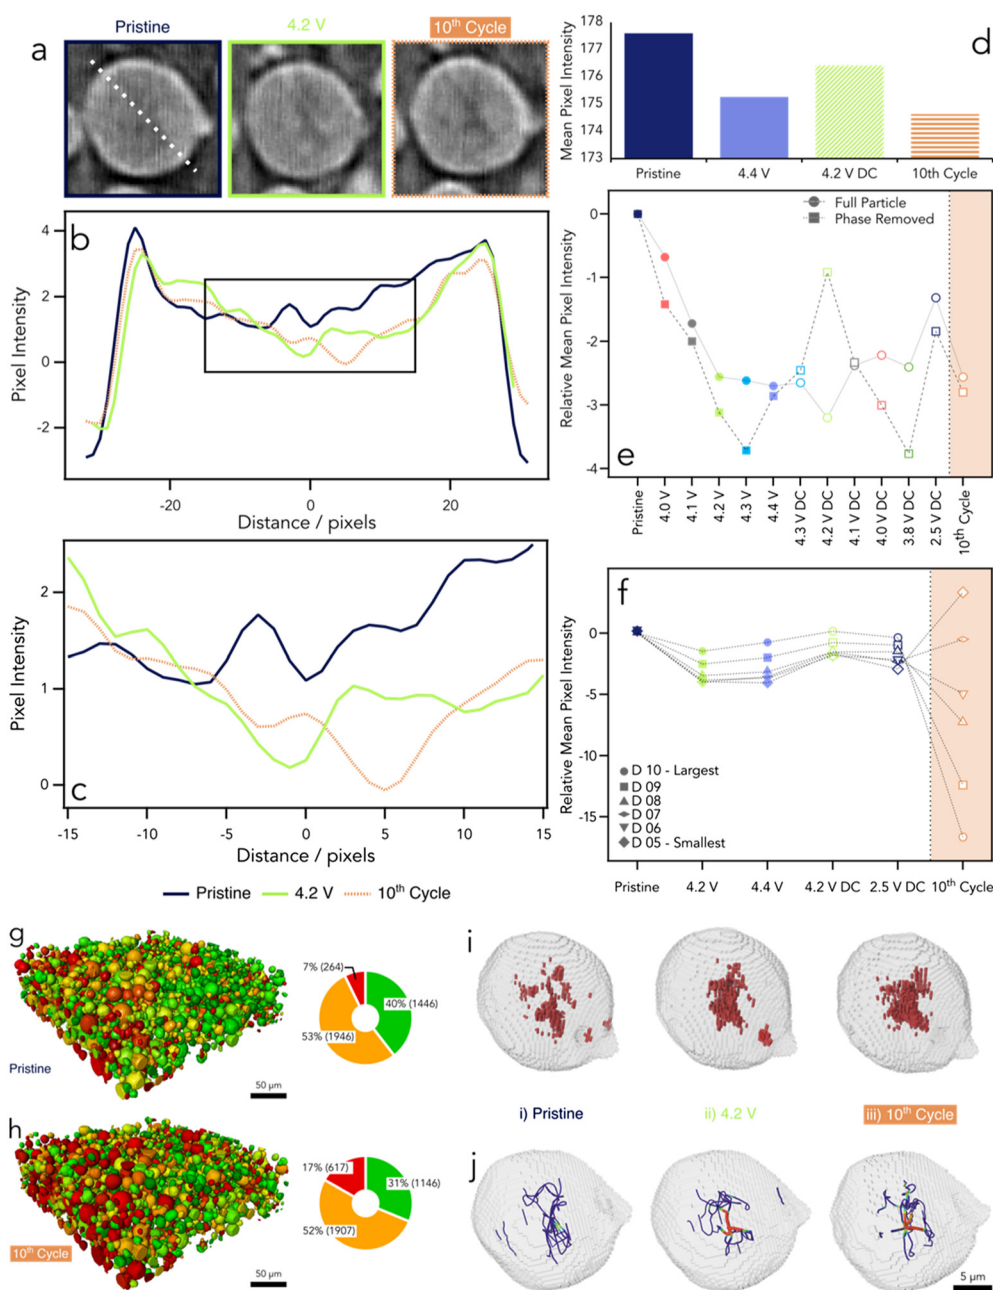 a
Pristine
4.2 V
10th Cycle
b
Pixel Intensity
4
2
0
-2
-20
0
20
Distance / pixels
c
Pixel Intensity
2
1
0
-15
-10
-5
0
5
10
15
Distance / pixels
Pristine
4.2 V
10th Cycle
d
Mean Pixel Intensity
178
177
176
175
174
173
Pristine
4.4 V
4.2 V DC
10th Cycle
e
Relative Mean Pixel Intensity
0
-1
-2
-3
-4
Full Particle
Phase Removed
Pristine
4.0 V
4.1 V
4.2 V
4.3 V
4.4 V
4.3 V DC
4.2 V DC
4.1 V DC
4.0 V DC
3.8 V DC
2.5 V DC
10th Cycle
f
Relative Mean Pixel Intensity
0
-5
-10
-15
D 10 - Largest
D 09
D 08
D 07
D 06
D 05 - Smallest
Pristine
4.2 V
4.4 V
4.2 V DC
2.5 V DC
10th Cycle
g
7% (264)
40% (1446)
53% (1946)
Pristine
50 µm
h
17% (617)
31% (1146)
52% (1907)
10th Cycle
50 µm
i
i) Pristine
ii) 4.2 V
iii) 10th Cycle
j
5 µm